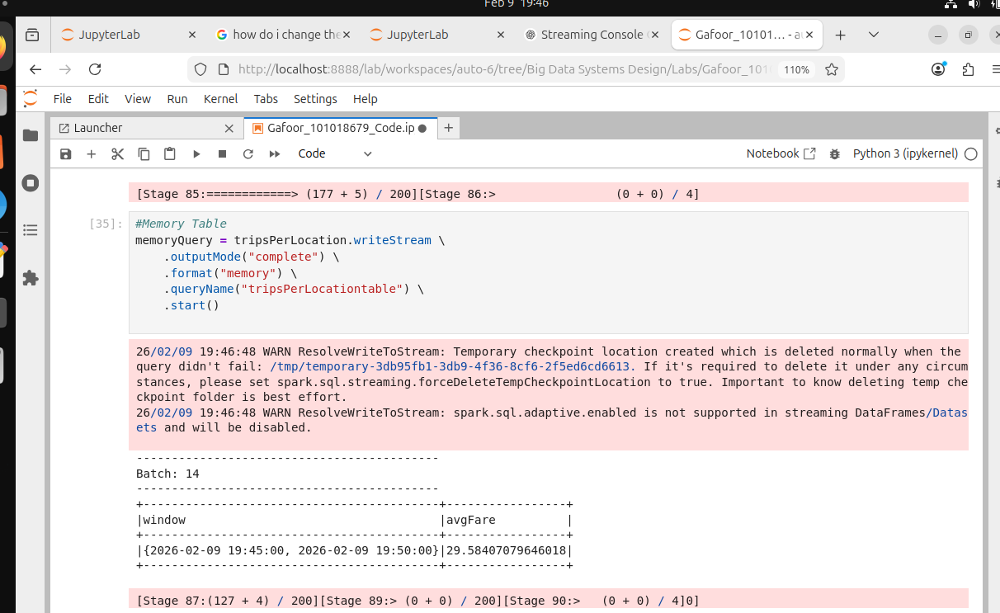 Feb 9 19:46
JupyterLab
how do i change the
JupyterLab
Streaming Console
Gafoor_10101… — au
http://localhost:8888/lab/workspaces/auto-6/tree/Big Data Systems Design/Labs/Gafoor_1010
110%
File Edit View Run Kernel Tabs Settings Help
Launcher
Gafoor_101018679_Code.ip
Code
Notebook
Python 3 (ipykernel)
[Stage 85:============> (177 + 5) / 200][Stage 86:> (0 + 0) / 4]
[35]:
#Memory Table
memoryQuery = tripsPerLocation.writeStream \
.outputMode("complete") \
.format("memory") \
.queryName("tripsPerLocationtable") \
.start()
26/02/09 19:46:48 WARN ResolveWriteToStream: Temporary checkpoint location created which is deleted normally when the
query didn't fail: /tmp/temporary-3db95fb1-3db9-4f36-8cf6-2f5ed6cd6613. If it's required to delete it under any circum
stances, please set spark.sql.streaming.forceDeleteTempCheckpointLocation to true. Important to know deleting temp che
ckpoint folder is best effort.
26/02/09 19:46:48 WARN ResolveWriteToStream: spark.sql.adaptive.enabled is not supported in streaming DataFrames/Datas
ets and will be disabled.
-------------------------------------------
Batch: 14
-------------------------------------------
+------------------------------------------+-----------------+
|window                                    |avgFare          |
+------------------------------------------+-----------------+
|{2026-02-09 19:45:00, 2026-02-09 19:50:00}|29.58407079646018|
+------------------------------------------+-----------------+
[Stage 87:(127 + 4) / 200][Stage 89:> (0 + 0) / 200][Stage 90:> (0 + 0) / 4]0]